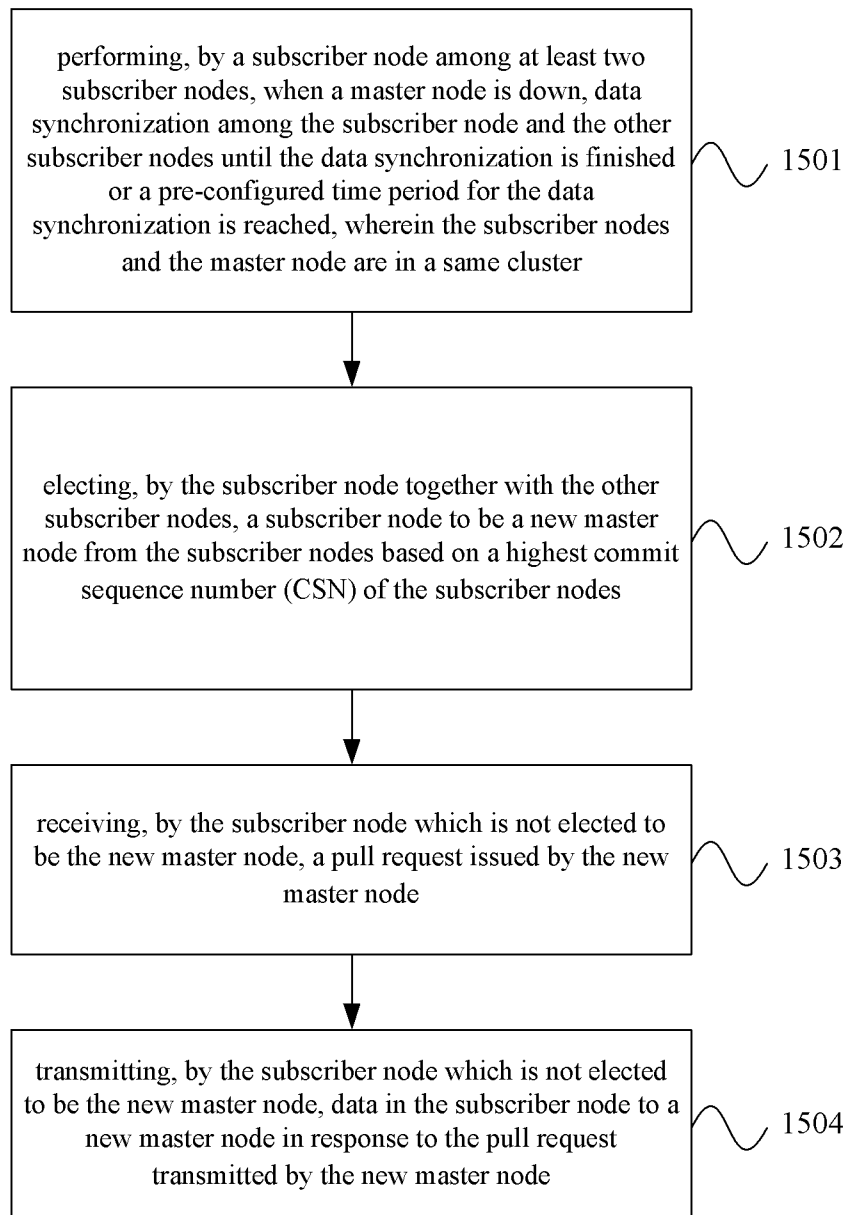 performing, by a subscriber node among at least two
subscriber nodes, when a master node is down, data
synchronization among the subscriber node and the other
subscriber nodes until the data synchronization is finished
or a pre-configured time period for the data
synchronization is reached, wherein the subscriber nodes
and the master node are in a same cluster
1501
electing, by the subscriber node together with the other
subscriber nodes, a subscriber node to be a new master
node from the subscriber nodes based on a highest commit
sequence number (CSN) of the subscriber nodes
1502
receiving, by the subscriber node which is not elected to
be the new master node, a pull request issued by the new
master node
1503
transmitting, by the subscriber node which is not elected
to be the new master node, data in the subscriber node to a
new master node in response to the pull request
transmitted by the new master node
1504